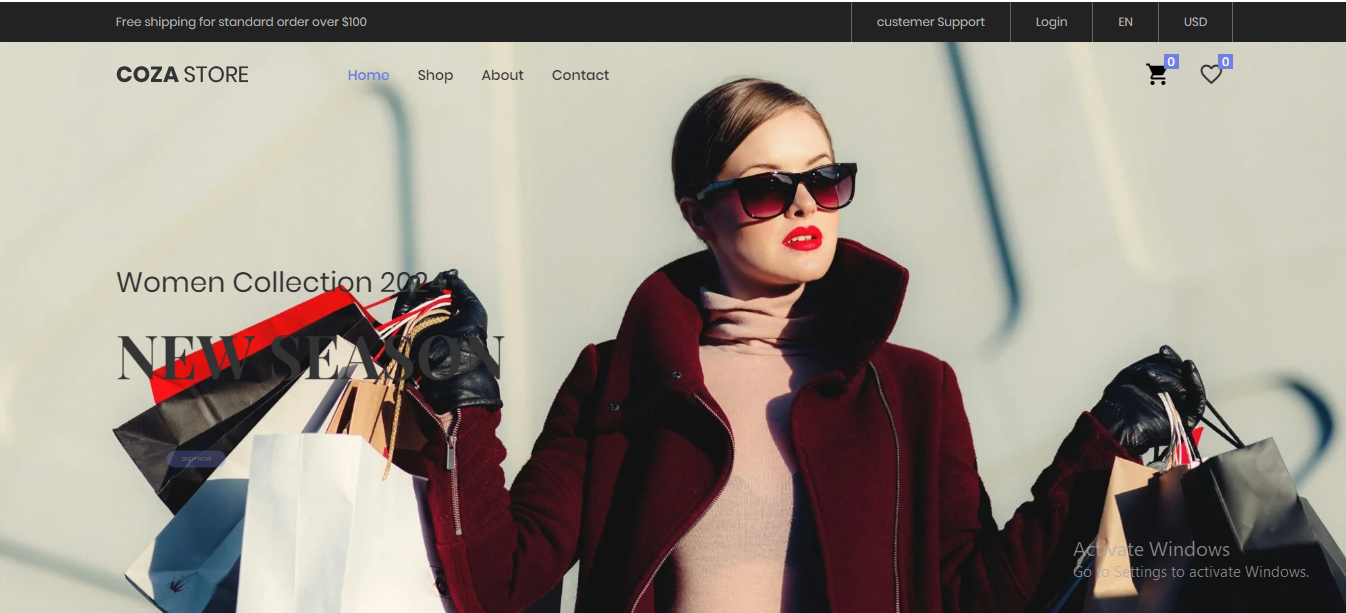 Free shipping for standard order over $100
custemer Support
Login
EN
USD
COZA STORE
Home
Shop
About
Contact
0
0
Women Collection 2024
NEW SEASON
SHOP NOW
Activate Windows
Go to Settings to activate Windows.